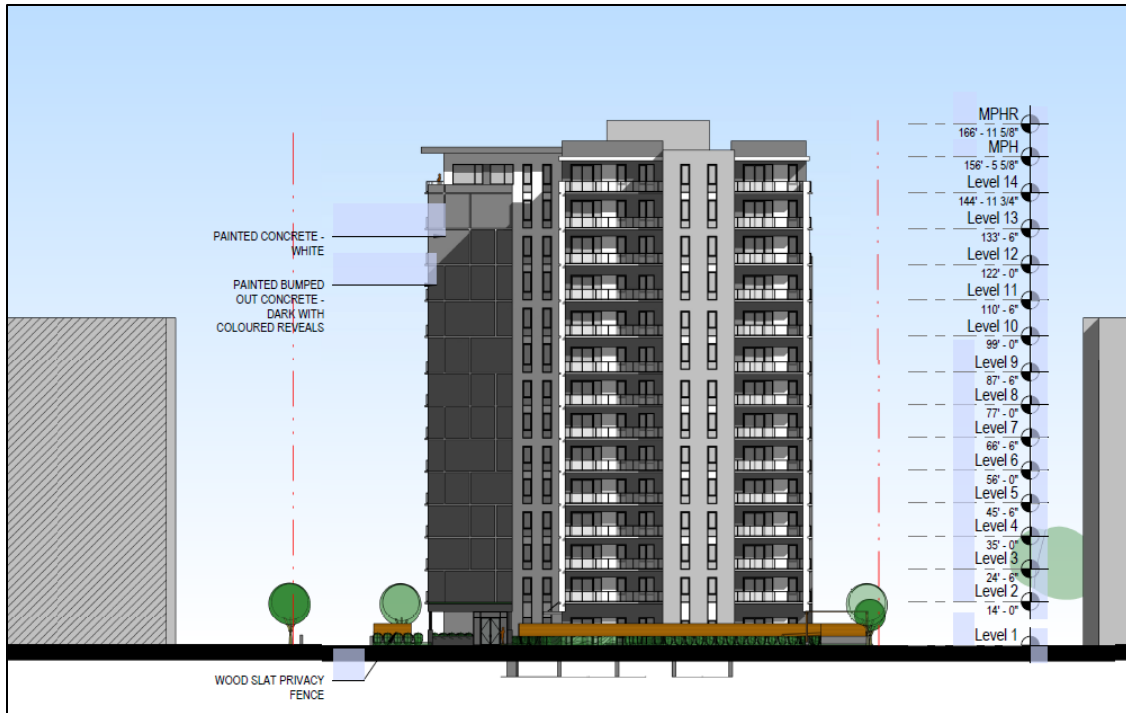 MPHR
166' - 11 5/8"
MPH
156' - 5 5/8"
Level 14
144' - 11 3/4"
Level 13
133' - 6"
Level 12
122' - 0"
Level 11
110' - 6"
Level 10
99' - 0"
Level 9
87' - 6"
Level 8
77' - 0"
Level 7
66' - 6"
Level 6
56' - 0"
Level 5
45' - 6"
Level 4
35' - 0"
Level 3
24' - 6"
Level 2
14' - 0"
Level 1
PAINTED CONCRETE -
WHITE
PAINTED BUMPED
OUT CONCRETE -
DARK WITH
COLOURED REVEALS
WOOD SLAT PRIVACY
FENCE